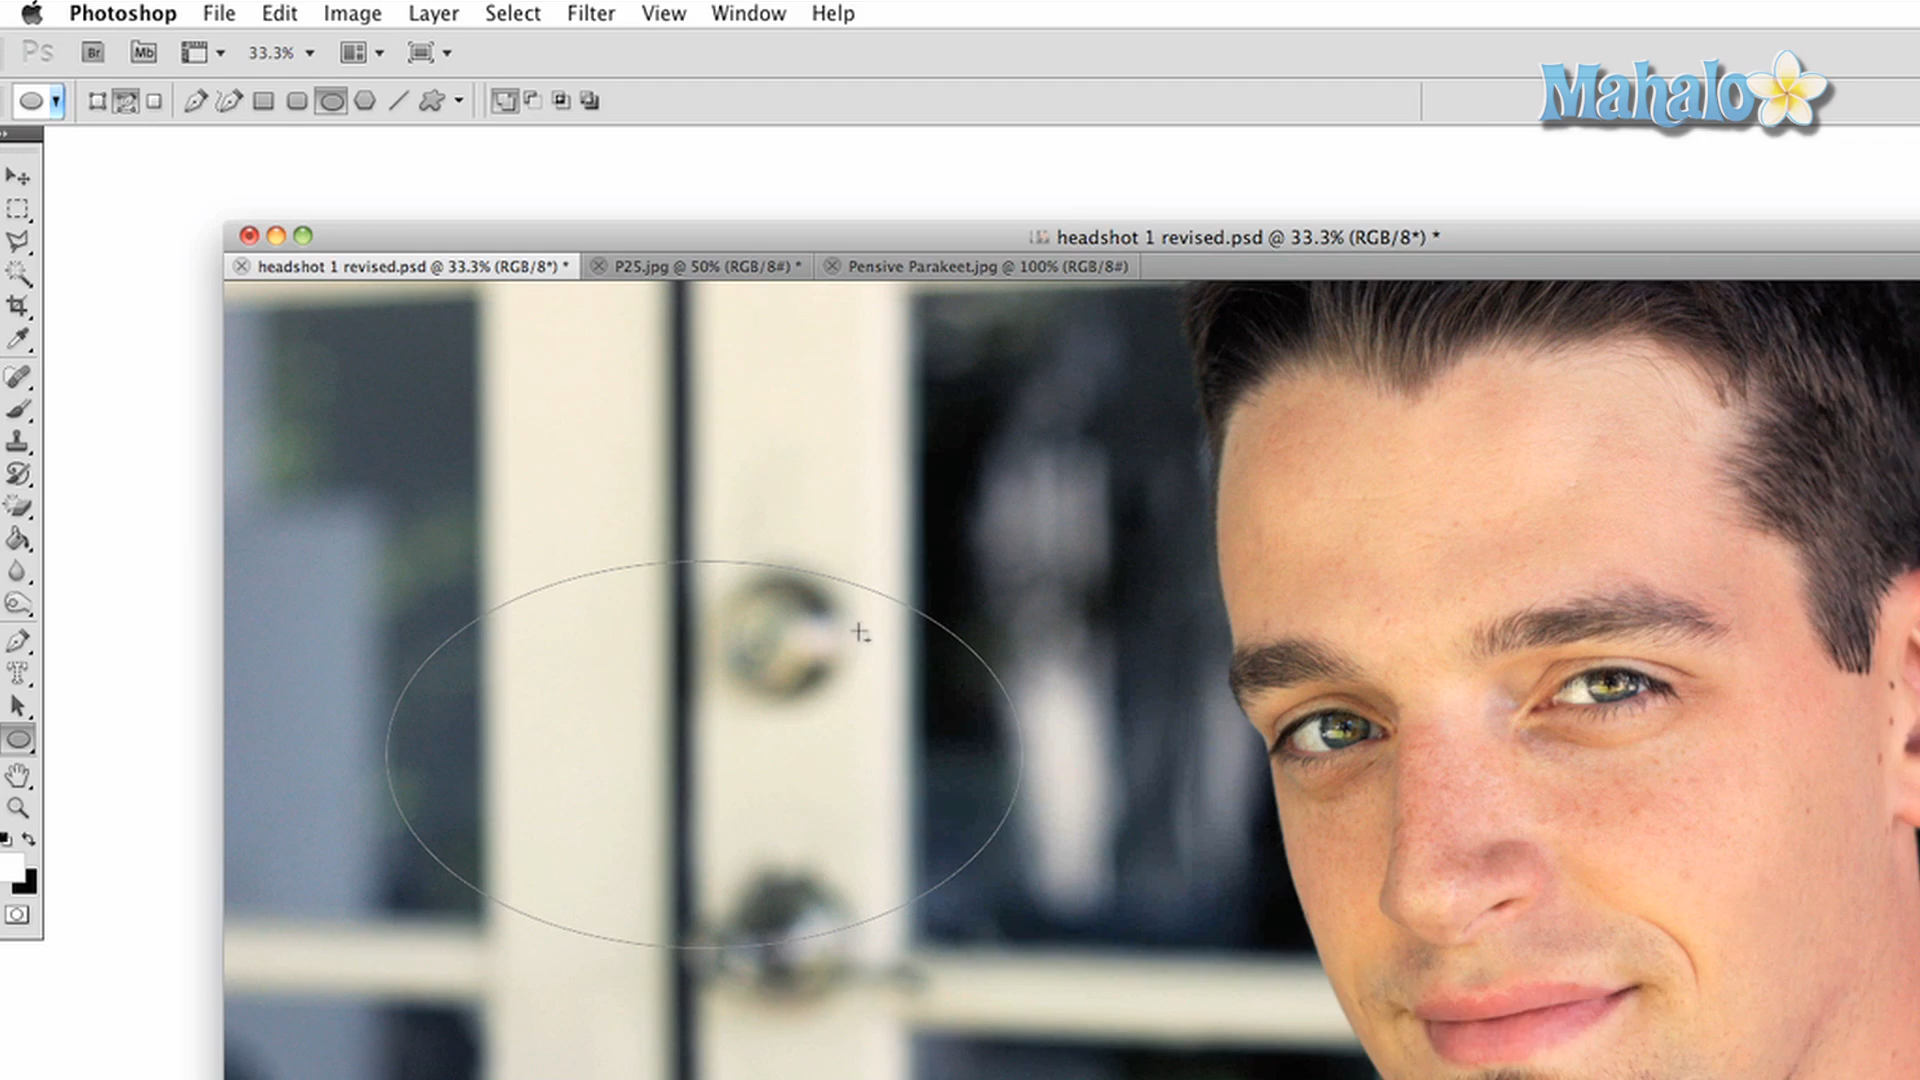 Photoshop File Edit Image Layer Select Filter View Window Help
Ps Br Mb 33.3%
Mahalo
headshot 1 revised.psd @ 33.3% (RGB/8*) *
headshot 1 revised.psd @ 33.3% (RGB/8*) * P25.jpg @ 50% (RGB/8#) * Pensive Parakeet.jpg @ 100% (RGB/8#)
T